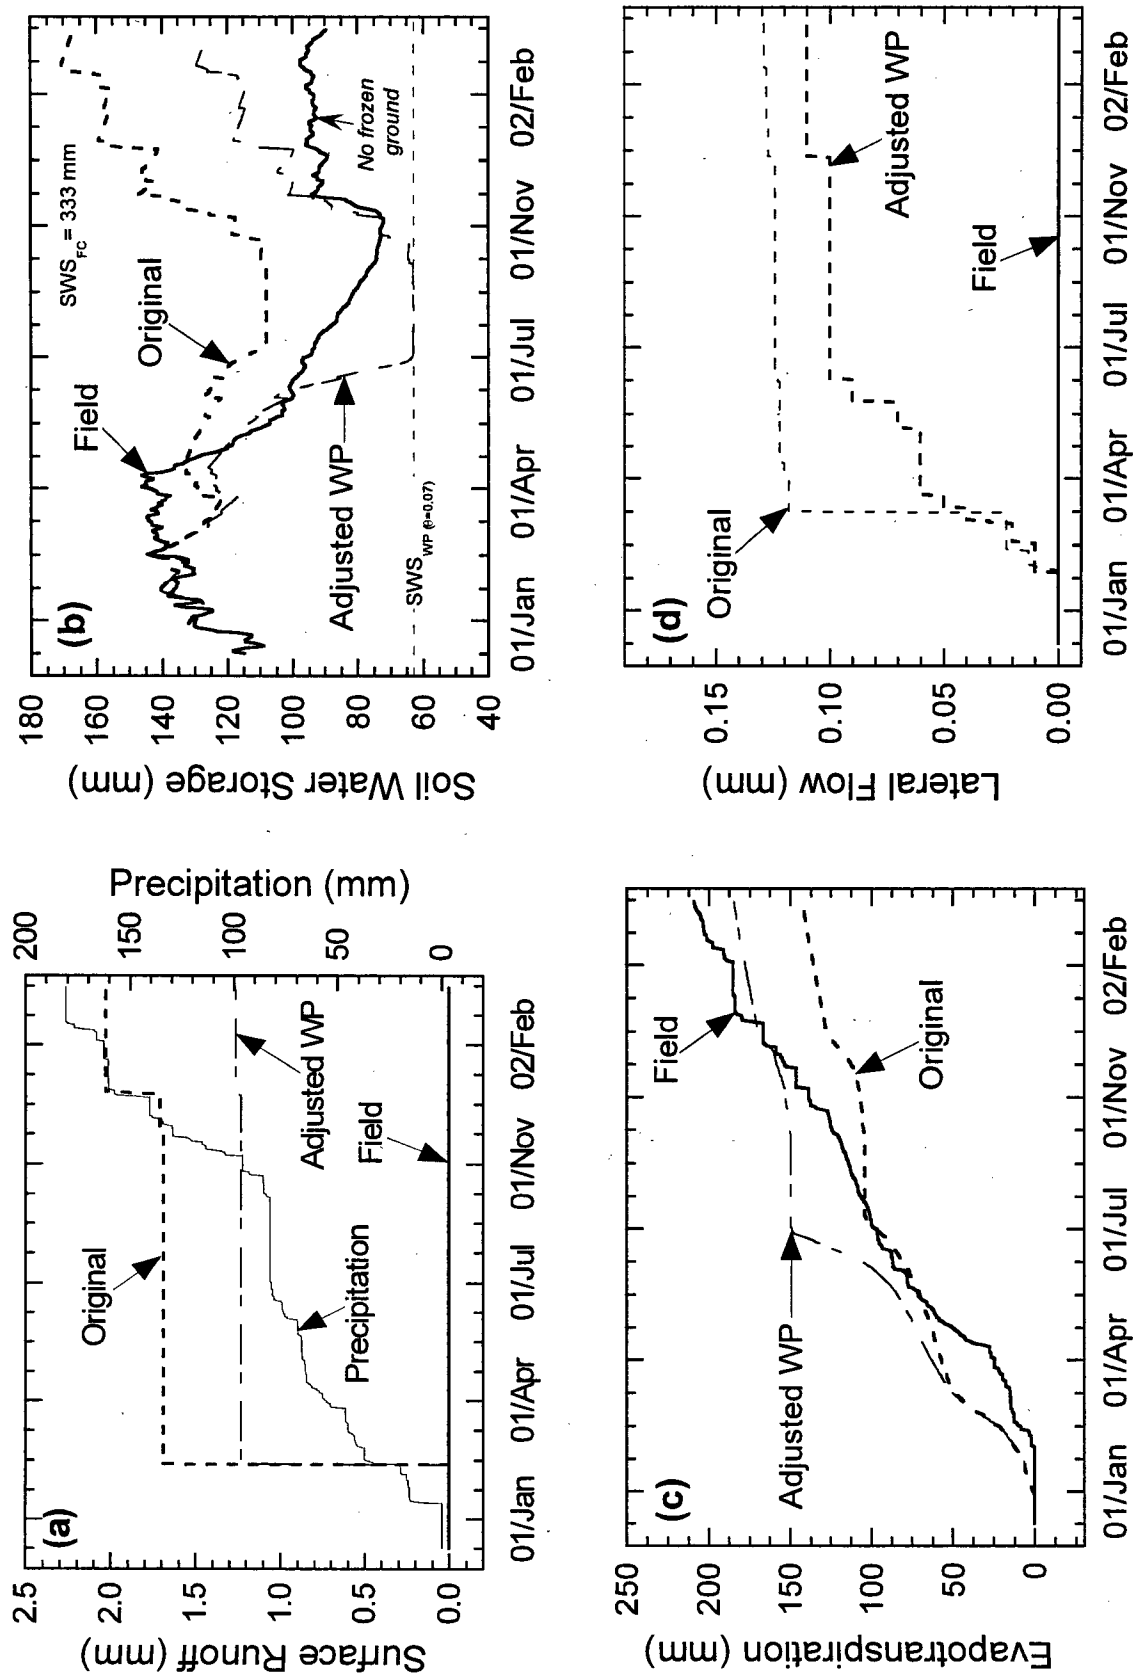 (a)
Surface Runoff (mm)
2.5
2.0
1.5
1.0
0.5
0.0
Precipitation (mm)
200
150
100
50
0
Original
Adjusted WP
Precipitation
Field
01/Jan 01/Apr 01/Jul 01/Nov 02/Feb
(b)
Soil Water Storage (mm)
180
160
140
120
100
80
60
40
SWS FC = 333 mm
Field
Original
Adjusted WP
No frozen
ground
SWS WP (θ=0.07)
01/Jan 01/Apr 01/Jul 01/Nov 02/Feb
(c)
Evapotranspiration (mm)
250
200
150
100
50
0
Field
Adjusted WP
Original
01/Jan 01/Apr 01/Jul 01/Nov 02/Feb
(d)
Lateral Flow (mm)
0.15
0.10
0.05
0.00
Original
Adjusted WP
Field
01/Jan 01/Apr 01/Jul 01/Nov 02/Feb